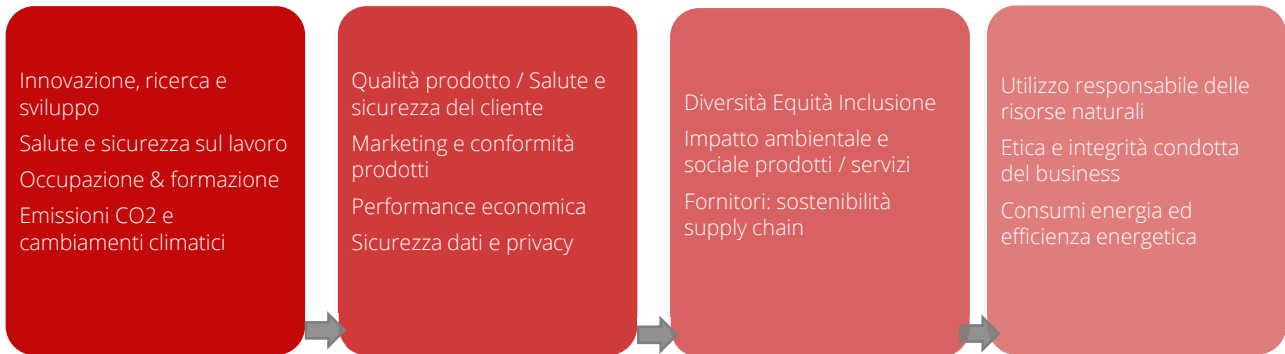 Innovazione, ricerca e
sviluppo
Salute e sicurezza sul lavoro
Occupazione & formazione
Emissioni CO2 e
cambiamenti climatici
Qualità prodotto / Salute e
sicurezza del cliente
Marketing e conformità
prodotti
Performance economica
Sicurezza dati e privacy
Diversità Equità Inclusione
Impatto ambientale e
sociale prodotti / servizi
Fornitori: sostenibilità
supply chain
Utilizzo responsabile delle
risorse naturali
Etica e integrità condotta
del business
Consumi energia ed
efficienza energetica